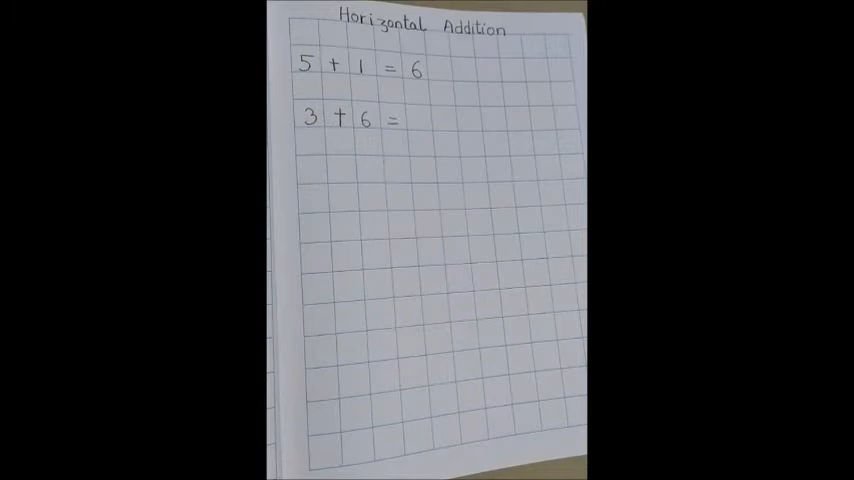 Horizontal Addition
5 + 1 = 6
3 + 6 =